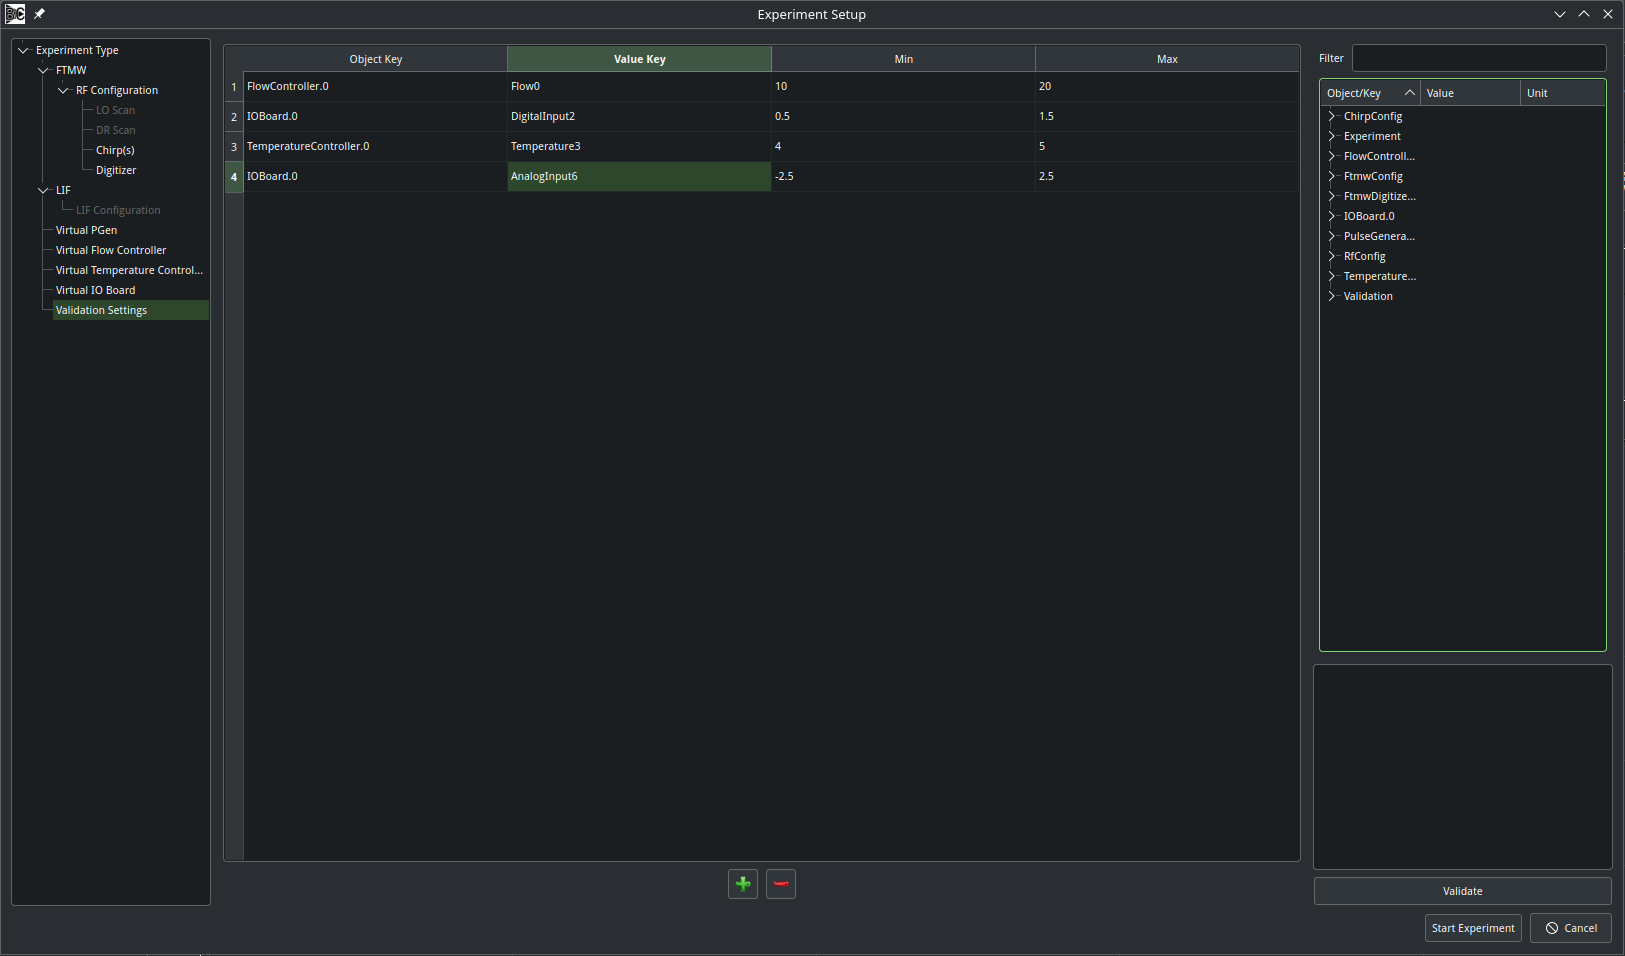 Experiment Setup
Experiment Type
FTMW
RF Configuration
LO Scan
DR Scan
Chirp(s)
Digitizer
LIF
LIF Configuration
Virtual PGen
Virtual Flow Controller
Virtual Temperature Control...
Virtual IO Board
Validation Settings
Object Key Value Key Min Max
1 FlowController.0 Flow0 10 20
2 IOBoard.0 DigitalInput2 0.5 1.5
3 TemperatureController.0 Temperature3 4 5
4 IOBoard.0 AnalogInput6 -2.5 2.5
Filter
Object/Key Value Unit
ChirpConfig
Experiment
FlowControll...
FtmwConfig
FtmwDigitize...
IOBoard.0
PulseGenera...
RfConfig
Temperature...
Validation
Validate
Start Experiment Cancel